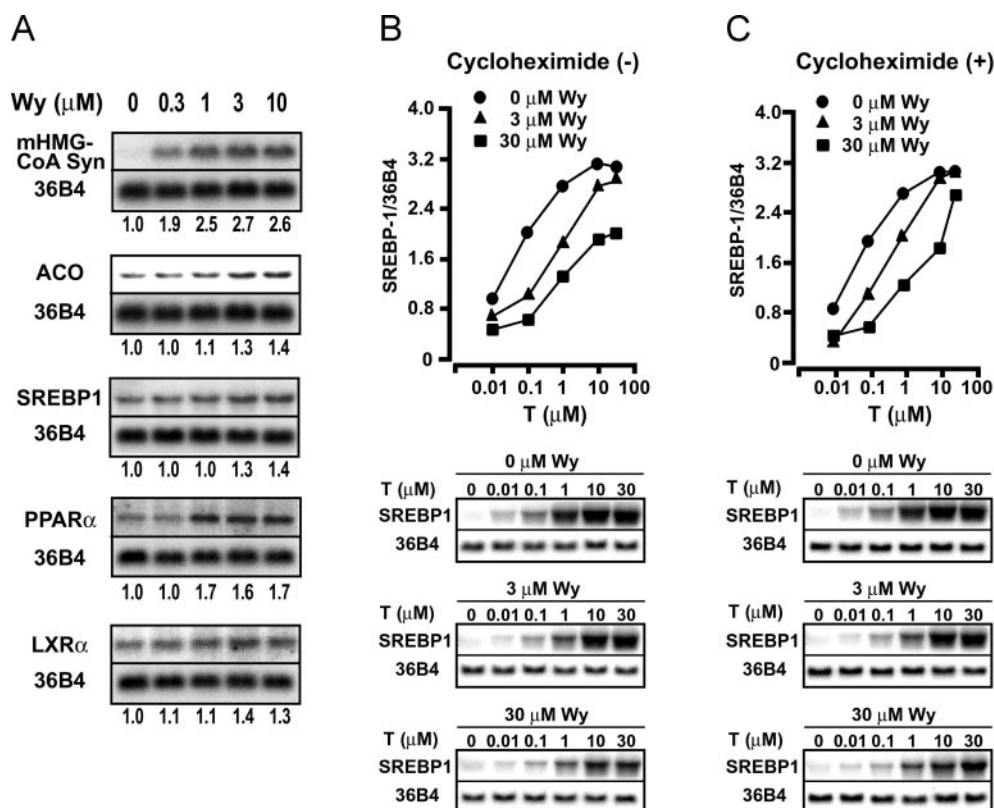 A
Wy (μM) 0 0.3 1 3 10
mHMG-
CoA Syn
36B4
1.0 1.9 2.5 2.7 2.6
ACO
36B4
1.0 1.0 1.1 1.3 1.4
SREBP1
36B4
1.0 1.0 1.0 1.3 1.4
PPARα
36B4
1.0 1.0 1.7 1.6 1.7
LXRα
36B4
1.0 1.1 1.1 1.4 1.3
B
Cycloheximide (-)
0 μM Wy
3 μM Wy
30 μM Wy
SREBP-1/36B4
4.0
3.2
2.4
1.6
0.8
0
0.01 0.1 1 10 100
T (μM)
0 μM Wy
T (μM) 0 0.01 0.1 1 10 30
SREBP1
36B4
3 μM Wy
T (μM) 0 0.01 0.1 1 10 30
SREBP1
36B4
30 μM Wy
T (μM) 0 0.01 0.1 1 10 30
SREBP1
36B4
C
Cycloheximide (+)
0 μM Wy
3 μM Wy
30 μM Wy
SREBP-1/36B4
4.0
3.2
2.4
1.6
0.8
0
0.01 0.1 1 10 100
T (μM)
0 μM Wy
T (μM) 0 0.01 0.1 1 10 30
SREBP1
36B4
3 μM Wy
T (μM) 0 0.01 0.1 1 10 30
SREBP1
36B4
30 μM Wy
T (μM) 0 0.01 0.1 1 10 30
SREBP1
36B4